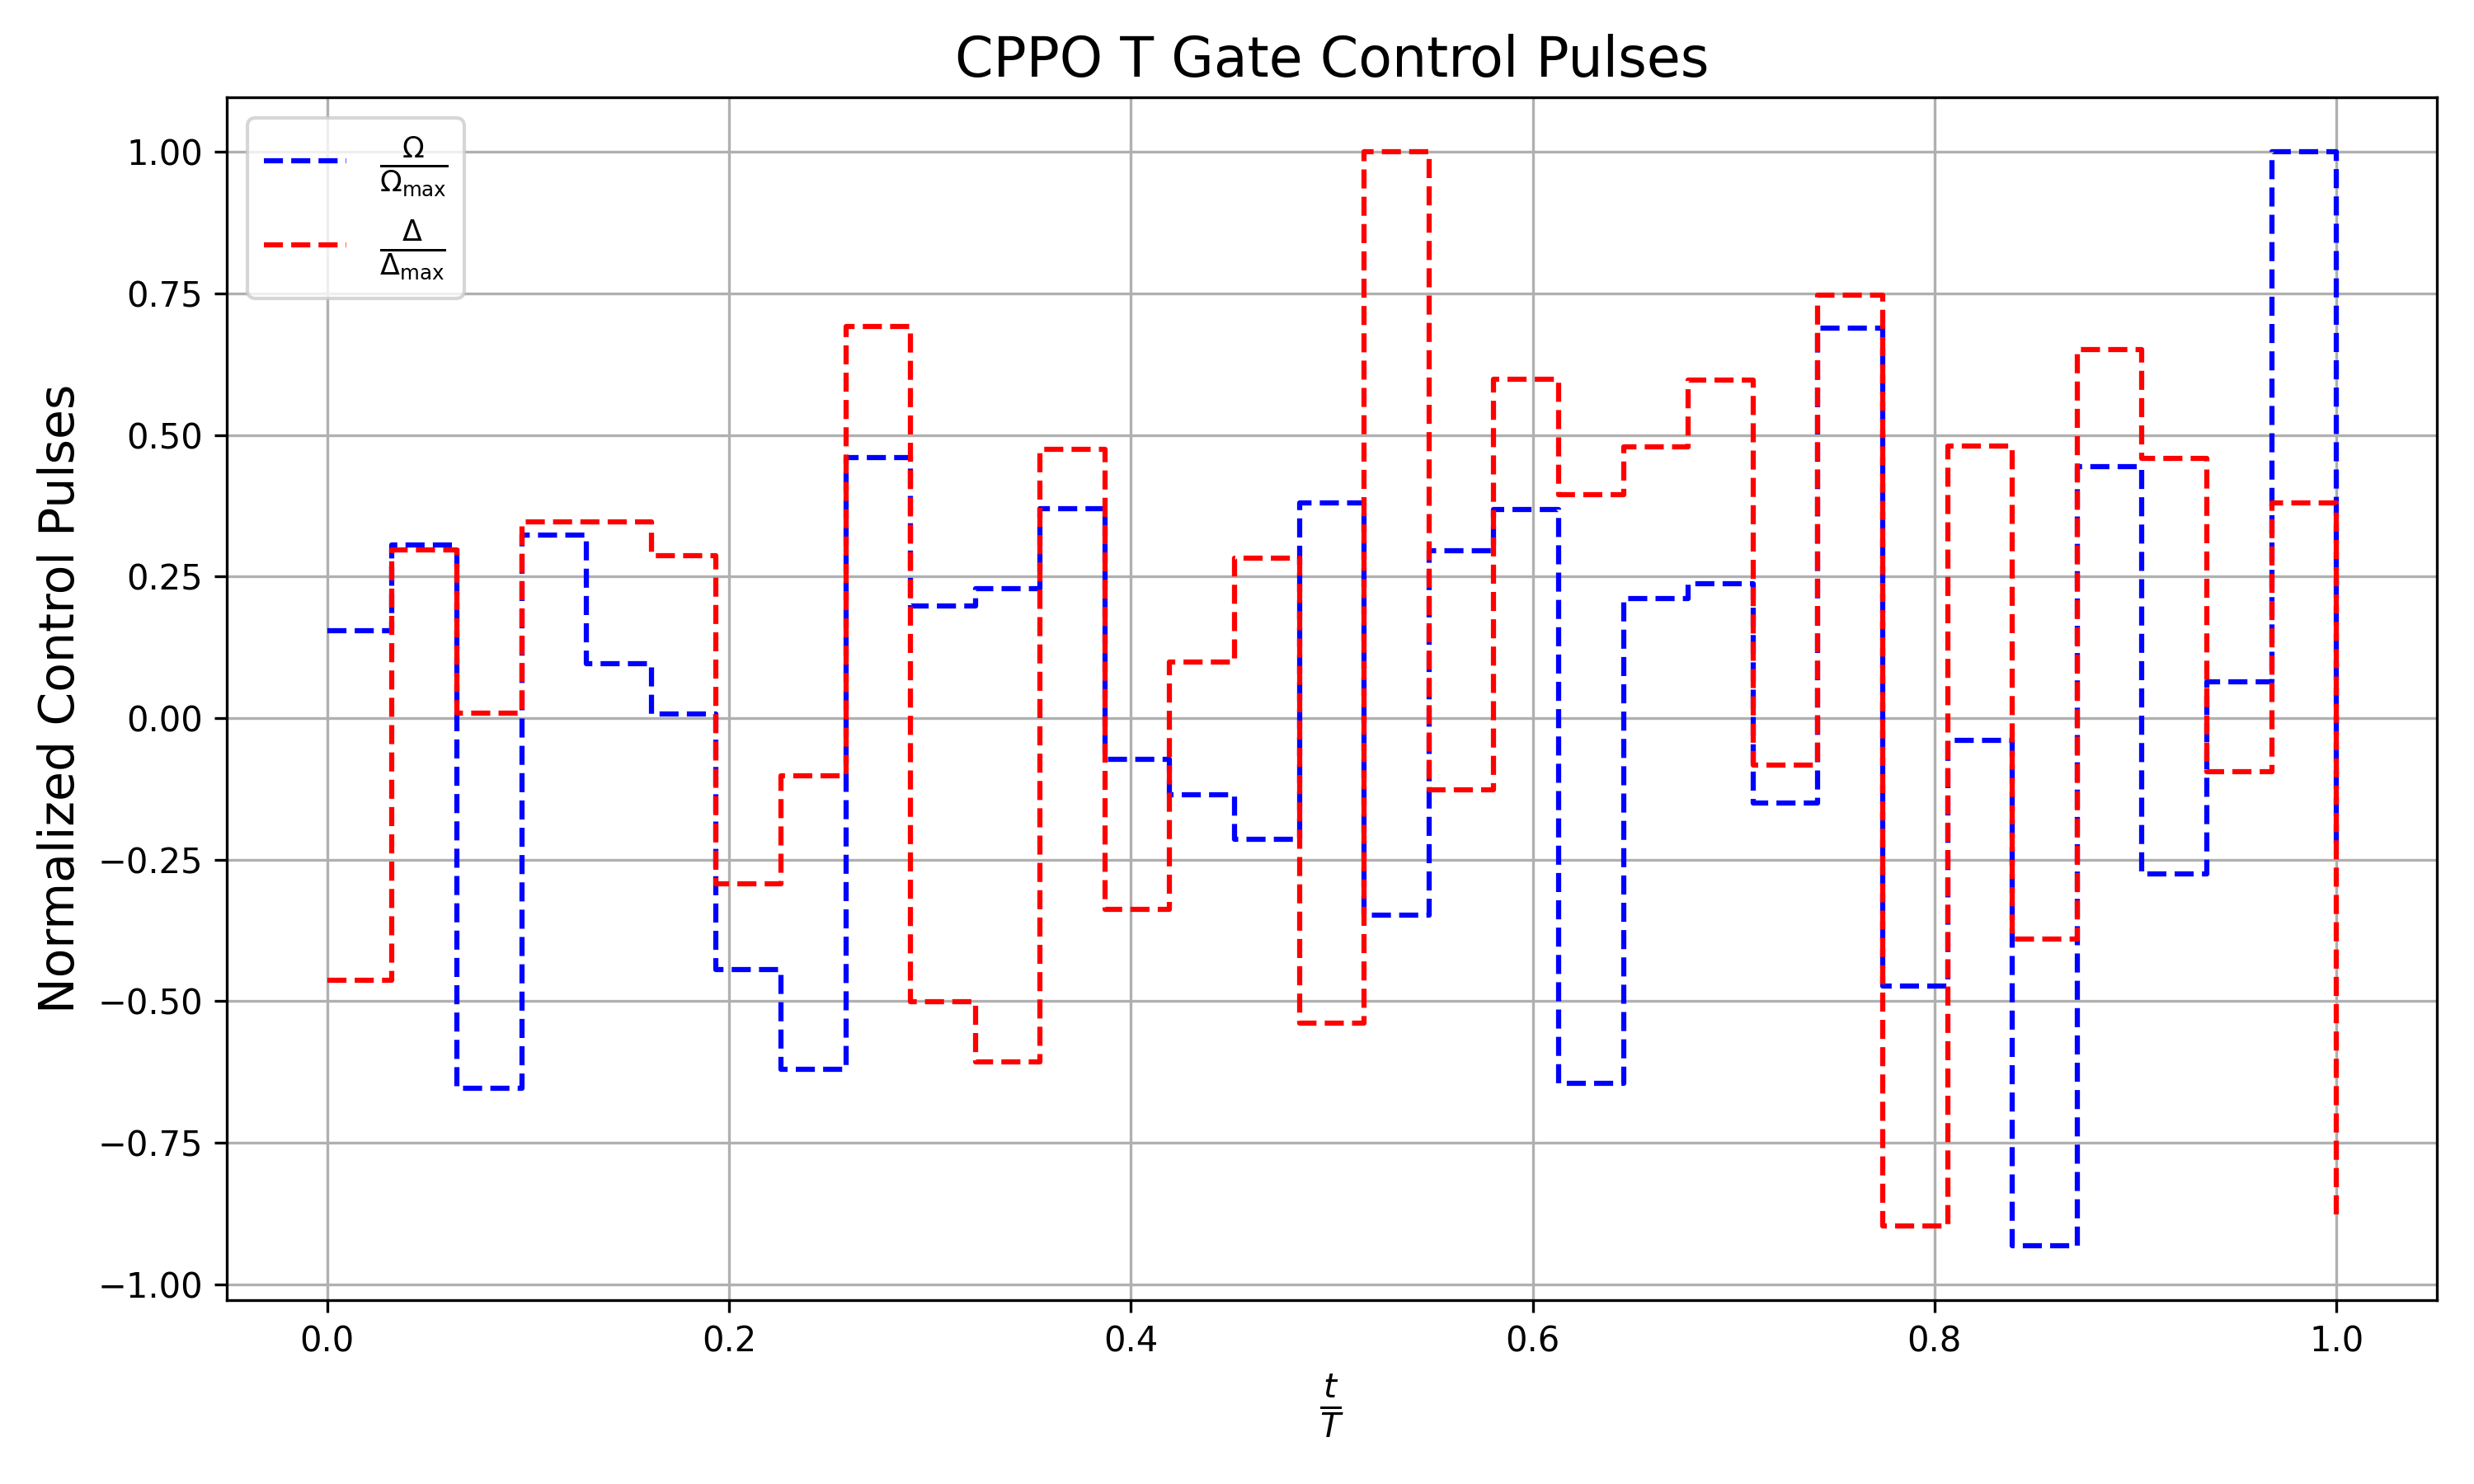 CPPO T Gate Control Pulses
Ω
Ωmax
Δ
Δmax
Normalized Control Pulses
1.00
0.75
0.50
0.25
0.00
−0.25
−0.50
−0.75
−1.00
0.0 0.2 0.4 0.6 0.8 1.0
t
T